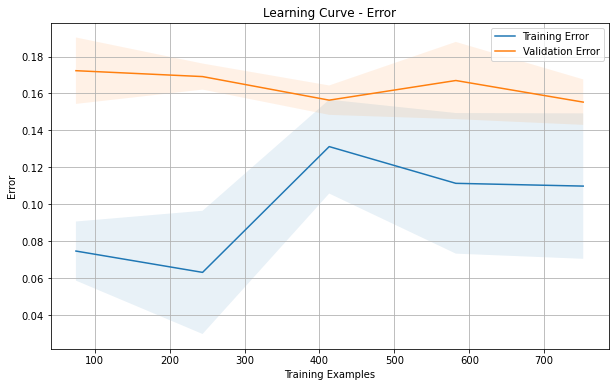 Learning Curve - Error
Training Error
Validation Error
Error
0.18
0.16
0.14
0.12
0.10
0.08
0.06
0.04
100 200 300 400 500 600 700
Training Examples